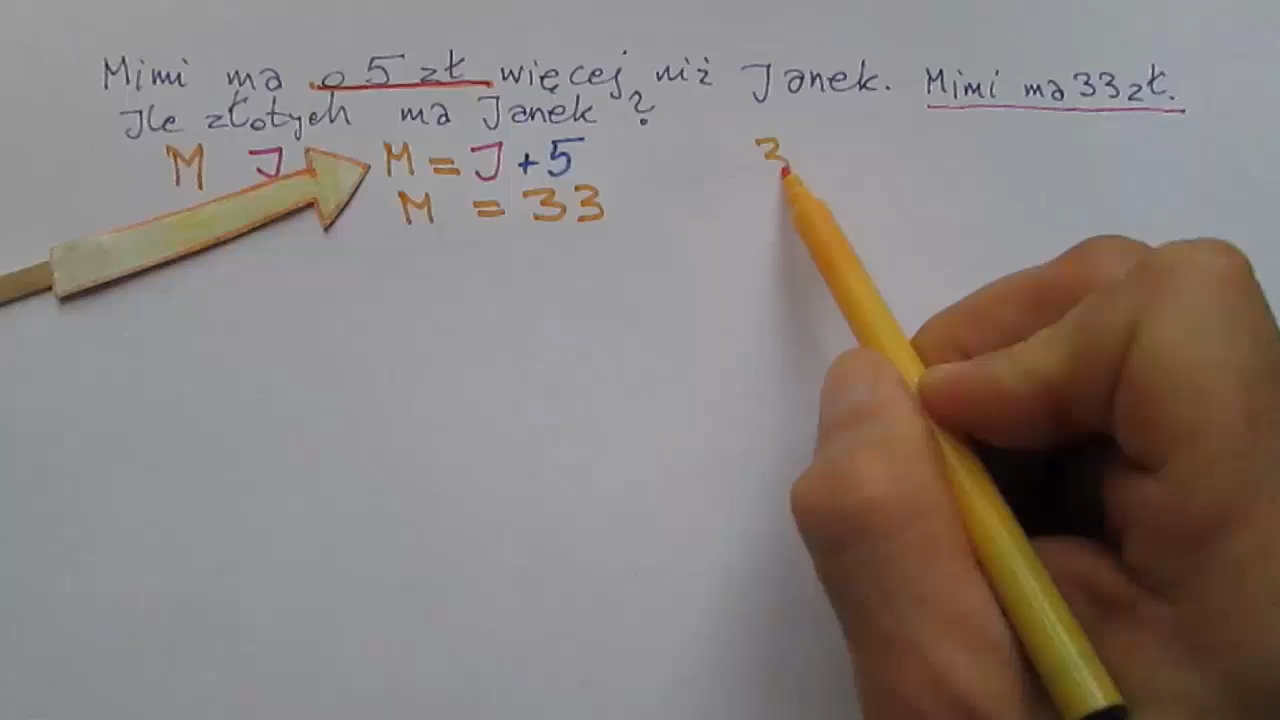 Mimi ma o 5 zł więcej niż Janek. Mimi ma 33 zł.
Ile złotych ma Janek?
M J M = J + 5 3
M = 33